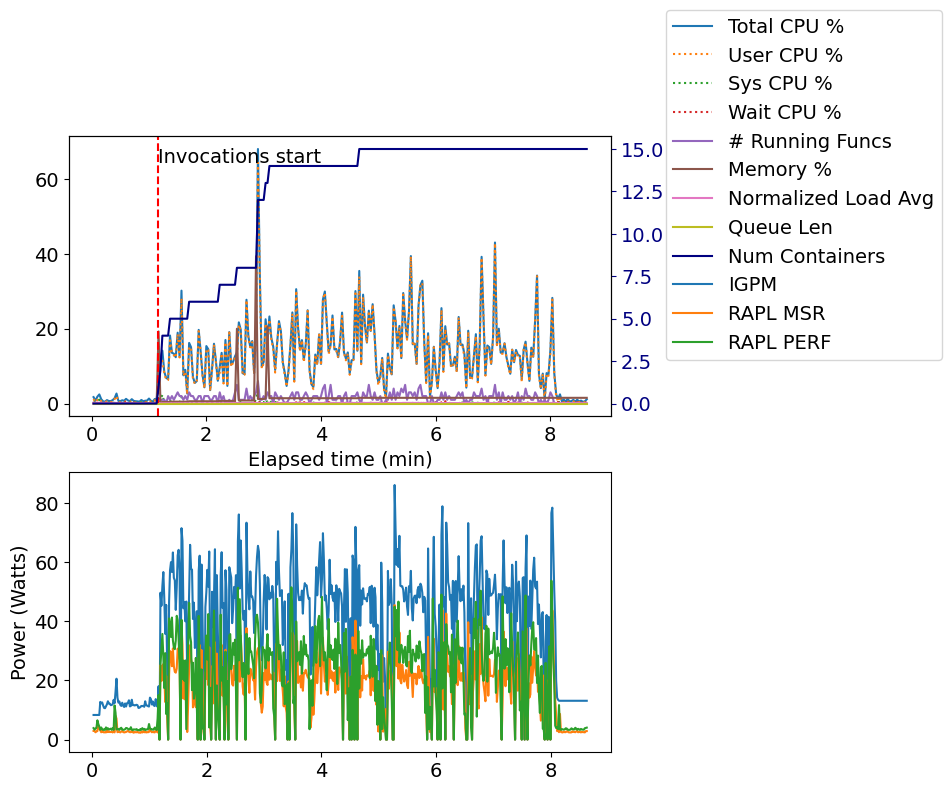 Total CPU %
User CPU %
Sys CPU %
Wait CPU %
# Running Funcs
Memory %
Normalized Load Avg
Queue Len
Num Containers
IGPM
RAPL MSR
RAPL PERF
Invocations start
60
40
20
0
15.0
12.5
10.0
7.5
5.0
2.5
0.0
0 2 4 6 8
Elapsed time (min)
Power (Watts)
80
60
40
20
0
0 2 4 6 8